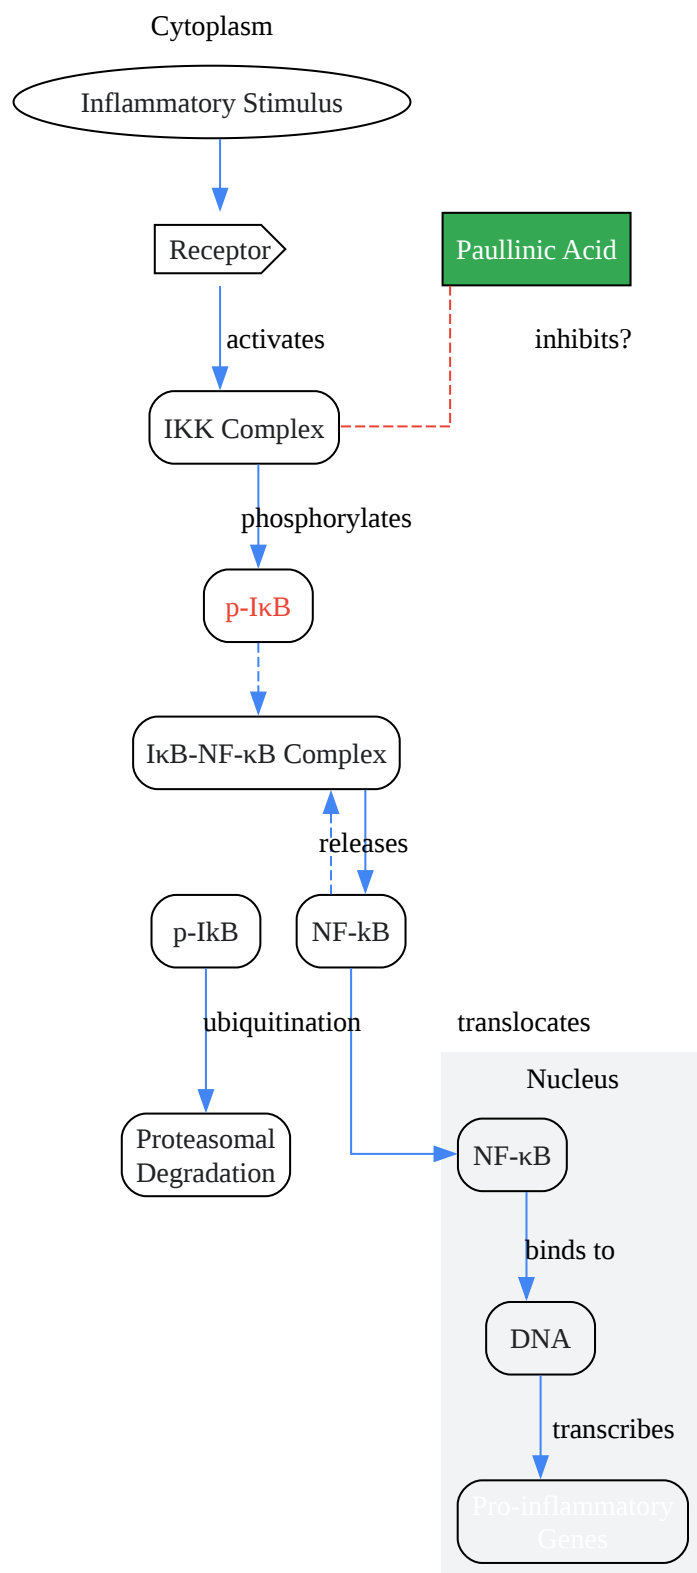 Cytoplasm
Inflammatory Stimulus
Receptor
Paullinic Acid
activates
inhibits?
IKK Complex
phosphorylates
p-IκB
IκB-NF-κB Complex
releases
p-IkB
NF-kB
ubiquitination
translocates
Nucleus
Proteasomal
Degradation
NF-κB
binds to
DNA
transcribes
Pro-inflammatory
Genes